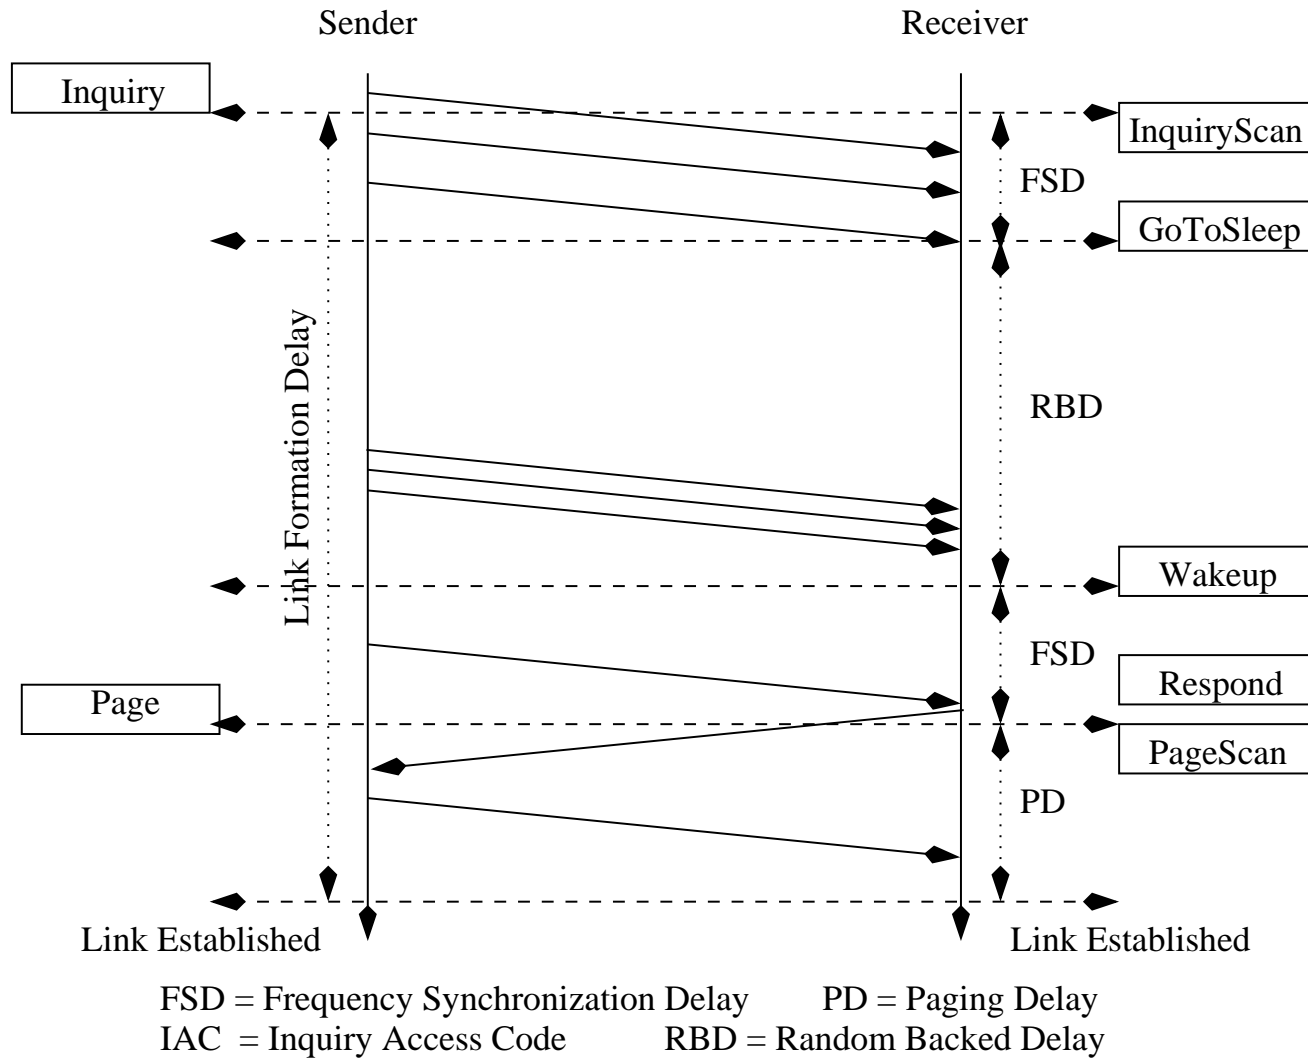 Sender
Receiver
Inquiry
InquiryScan
FSD
GoToSleep
Link Formation Delay
RBD
Wakeup
FSD
Respond
Page
PageScan
PD
Link Established
Link Established
FSD = Frequency Synchronization Delay PD = Paging Delay
IAC = Inquiry Access Code RBD = Random Backed Delay